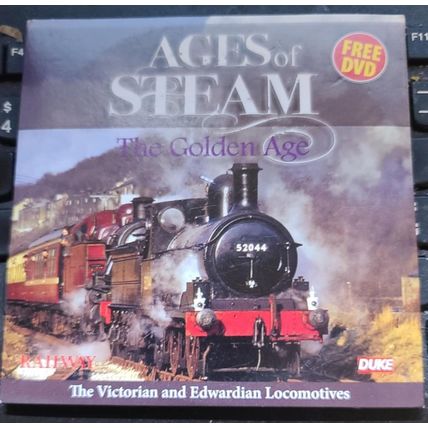 AGES of
STEAM
The Golden Age
FREE
DVD
52044
RAILWAY
DUKE
The Victorian and Edwardian Locomotives
F4
$
4
F11